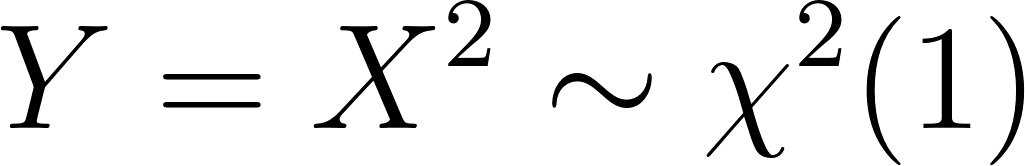 Y = X² ∼ χ²(1)